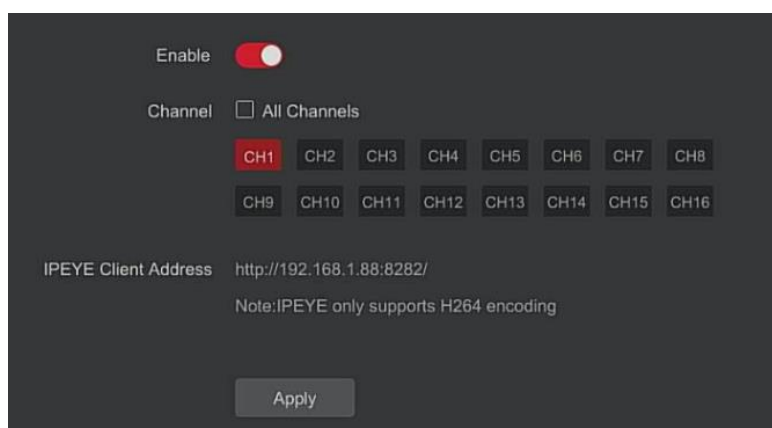 Enable
Channel All Channels
CH1 CH2 CH3 CH4 CH5 CH6 CH7 CH8
CH9 CH10 CH11 CH12 CH13 CH14 CH15 CH16
IPEYE Client Address http://192.168.1.88:8282/
Note:IPEYE only supports H264 encoding
Apply